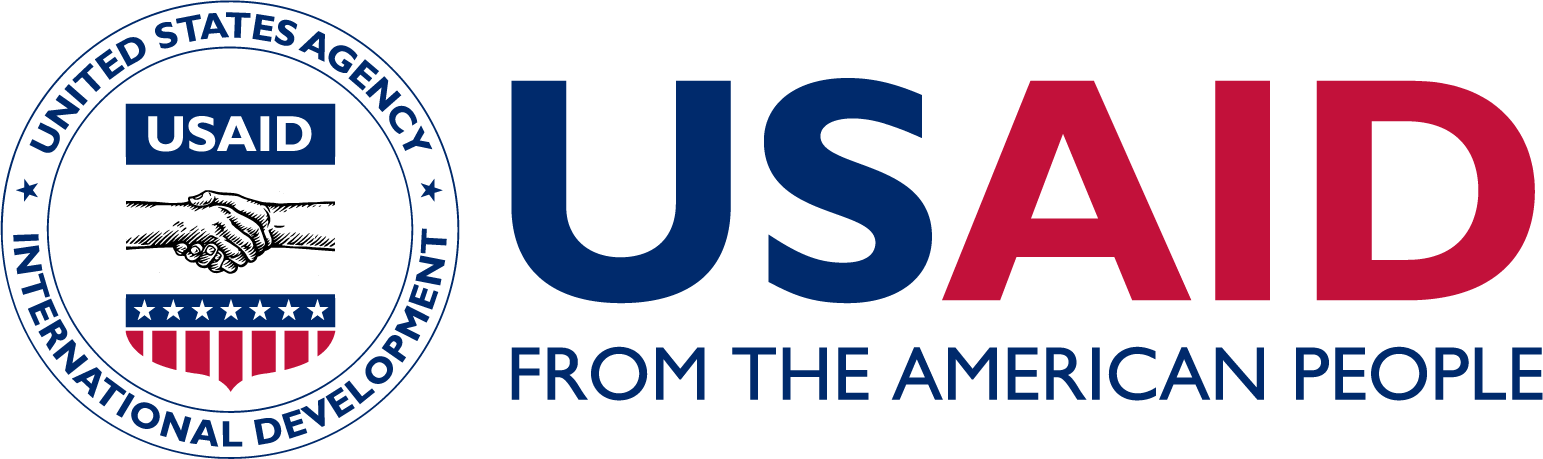 UNITED STATES AGENCY
USAID
INTERNATIONAL DEVELOPMENT
USAID
FROM THE AMERICAN PEOPLE